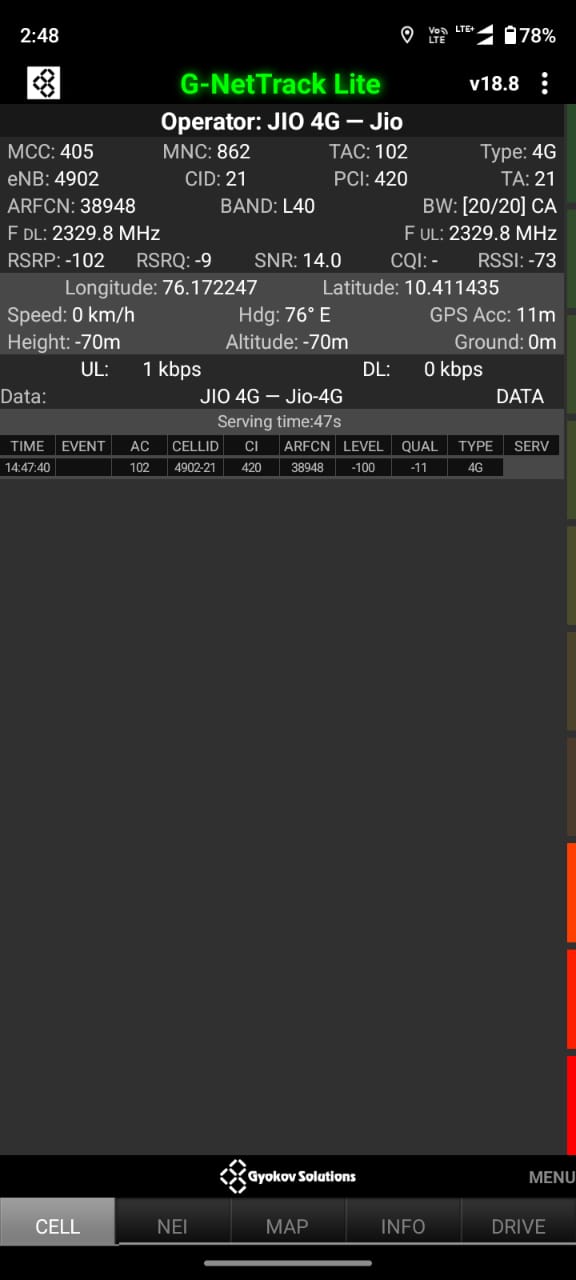 2:48 Vo)) LTE LTE+ 78%
G-NetTrack Lite v18.8
Operator: JIO 4G — Jio
MCC: 405 MNC: 862 TAC: 102 Type: 4G
eNB: 4902 CID: 21 PCI: 420 TA: 21
ARFCN: 38948 BAND: L40 BW: [20/20] CA
F DL: 2329.8 MHz F UL: 2329.8 MHz
RSRP: -102 RSRQ: -9 SNR: 14.0 CQI: - RSSI: -73
Longitude: 76.172247 Latitude: 10.411435
Speed: 0 km/h Hdg: 76° E GPS Acc: 11m
Height: -70m Altitude: -70m Ground: 0m
UL: 1 kbps DL: 0 kbps
Data: JIO 4G — Jio-4G DATA
Serving time:47s
TIME EVENT AC CELLID CI ARFCN LEVEL QUAL TYPE SERV
14:47:40 102 4902-21 420 38948 -100 -11 4G
Gyokov Solutions MENU
CELL NEI MAP INFO DRIVE